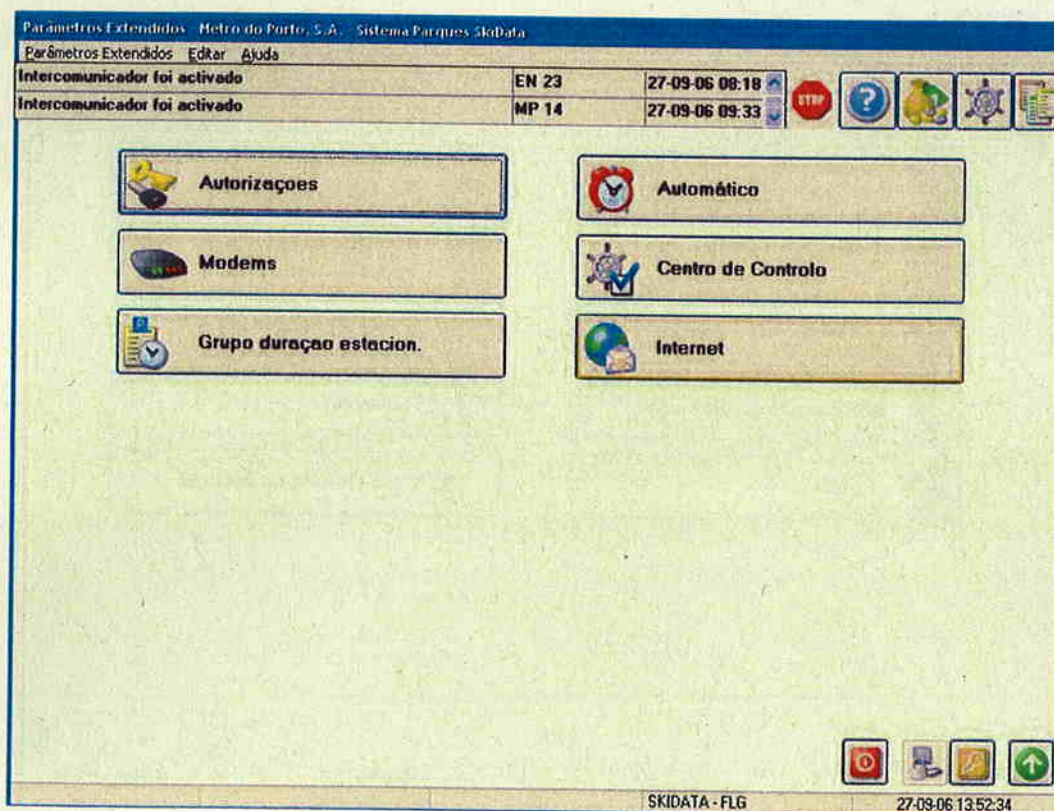 Parâmetros Extendidos Metro do Porto, S.A. Sistema Parques SkiData
Parâmetros Extendidos Editar Ajuda
Intercomunicador foi activado EN 23 27-09-06 08:18
Intercomunicador foi activado MP 14 27-09-06 09:33
STOP
Autorizaçoes
Automático
Modems
Centro de Controlo
Grupo duraçao estacion.
Internet
SKIDATA - FLG 27-09-06 13:52:34